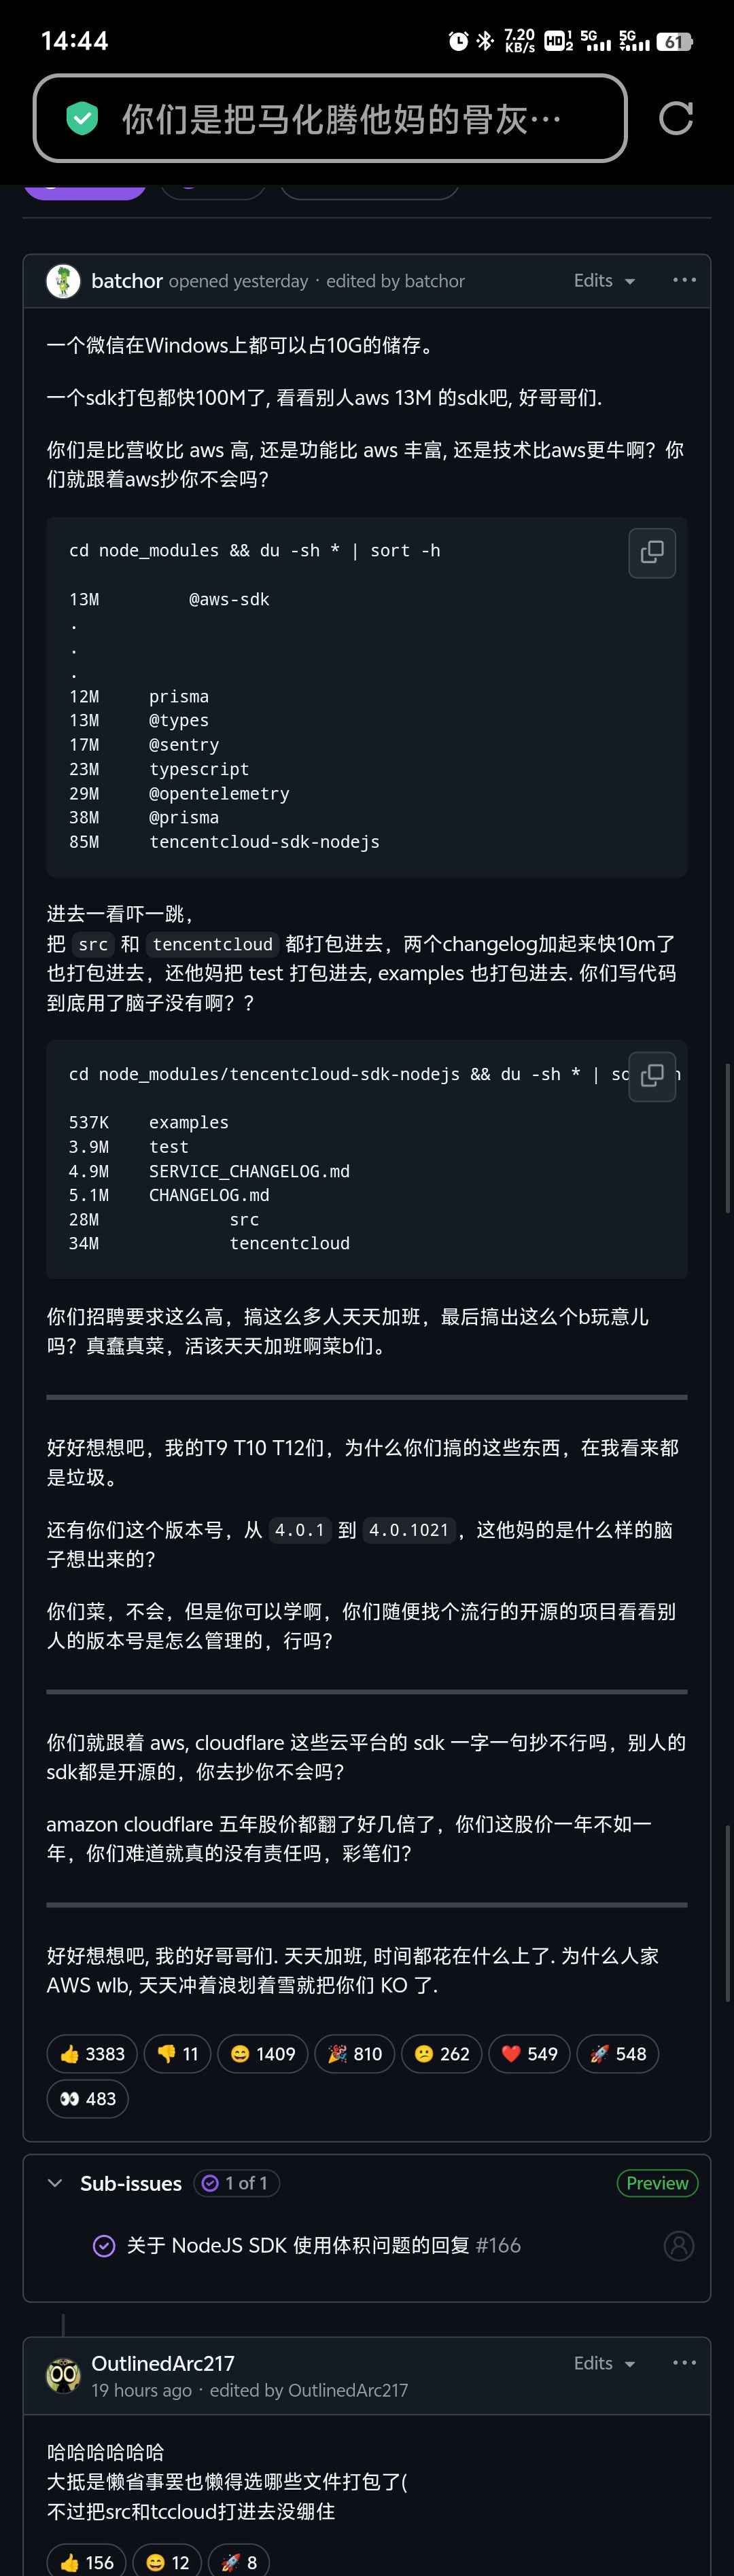 14:44
7.20
KB/s
HD 1
2
5G
5G
61
你们是把马化腾他妈的骨灰…
batchor opened yesterday · edited by batchor
Edits
一个微信在Windows上都可以占10G的储存。
一个sdk打包都快100M了, 看看别人aws 13M 的sdk吧, 好哥哥们.
你们是比营收比 aws 高, 还是功能比 aws 丰富, 还是技术比aws更牛啊? 你
们就跟着aws抄你不会吗?
cd node_modules && du -sh * | sort -h
13M @aws-sdk
.
.
.
12M prisma
13M @types
17M @sentry
23M typescript
29M @opentelemetry
38M @prisma
85M tencentcloud-sdk-nodejs
进去一看吓一跳，
把 src 和 tencentcloud 都打包进去，两个changelog加起来快10m了
也打包进去，还他妈把 test 打包进去, examples 也打包进去. 你们写代码
到底用了脑子没有啊？？
cd node_modules/tencentcloud-sdk-nodejs && du -sh * | so h
537K examples
3.9M test
4.9M SERVICE_CHANGELOG.md
5.1M CHANGELOG.md
28M src
34M tencentcloud
你们招聘要求这么高，搞这么多人天天加班，最后搞出这么个b玩意儿
吗？真蠢真菜，活该天天加班啊菜b们。
好好想想吧，我的T9 T10 T12们，为什么你们搞的这些东西，在我看来都
是垃圾。
还有你们这个版本号，从 4.0.1 到 4.0.1021，这他妈的是什么样的脑
子想出来的?
你们菜，不会，但是你可以学啊，你们随便找个流行的开源的项目看看别
人的版本号是怎么管理的，行吗?
你们就跟着 aws, cloudflare 这些云平台的 sdk 一字一句抄不行吗，别人的
sdk都是开源的，你去抄你不会吗?
amazon cloudflare 五年股价都翻了好几倍了，你们这股价一年不如一
年，你们难道就真的没有责任吗，彩笔们?
好好想想吧, 我的好哥哥们. 天天加班, 时间都花在什么上了. 为什么人家
AWS wlb, 天天冲着浪划着雪就把你们 KO 了.
👍 3383 👎 11 😄 1409 🎉 810 😕 262 ❤️ 549 🚀 548
👀 483
Sub-issues 1 of 1 Preview
关于 NodeJS SDK 使用体积问题的回复 #166
OutlinedArc217
Edits
19 hours ago · edited by OutlinedArc217
哈哈哈哈哈哈
大抵是懒省事罢也懒得选哪些文件打包了(
不过把src和tccloud打进去没绷住
👍 156 😄 12 🚀 8